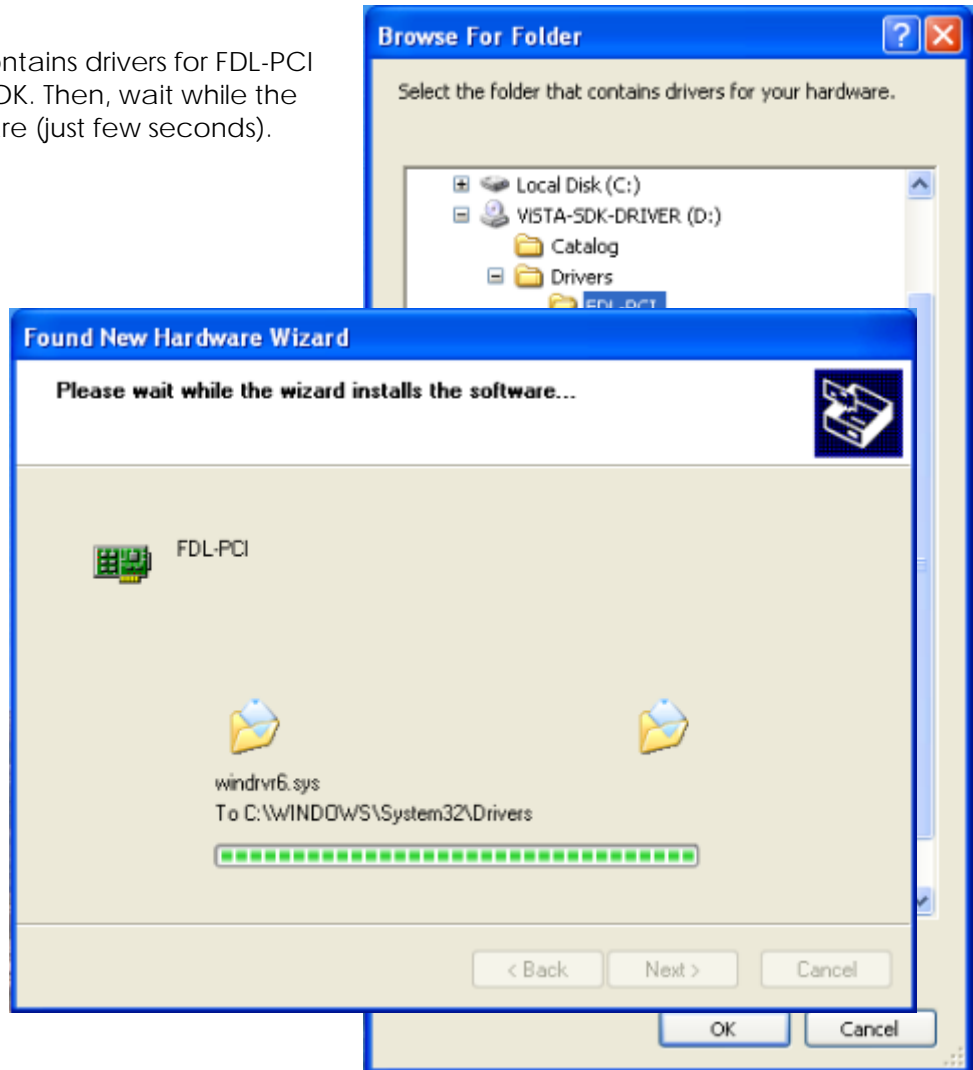 ntains drivers for FDL-PCI
DK. Then, wait while the
re (just few seconds).
Browse For Folder
Select the folder that contains drivers for your hardware.
Local Disk (C:)
VISTA-SDK-DRIVER (D:)
Catalog
Drivers
FDL-PCI
Found New Hardware Wizard
Please wait while the wizard installs the software...
FDL-PCI
windrvr6.sys
To C:\WINDOWS\System32\Drivers
< Back Next > Cancel
OK Cancel